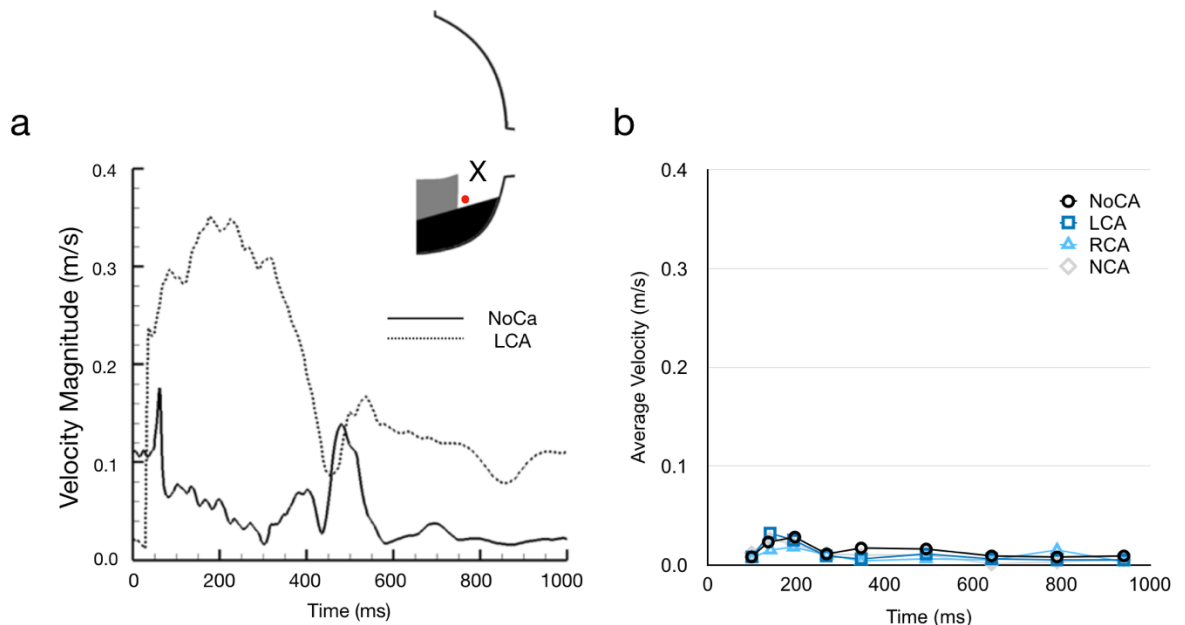 a
X
0.4
0.3
0.2
0.1
0.0
Velocity Magnitude (m/s)
NoCa
LCA
0 200 400 600 800 1000
Time (ms)
b
0.4
0.3
0.2
0.1
0.0
Average Velocity (m/s)
NoCA
LCA
RCA
NCA
0 200 400 600 800 1000
Time (ms)